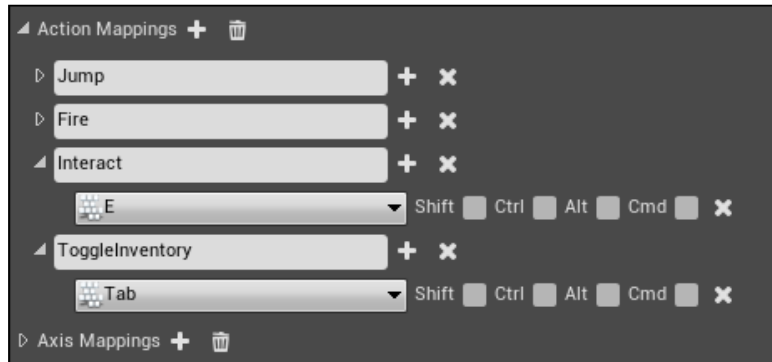 Action Mappings
Jump
Fire
Interact
E Shift Ctrl Alt Cmd
ToggleInventory
Tab Shift Ctrl Alt Cmd
Axis Mappings